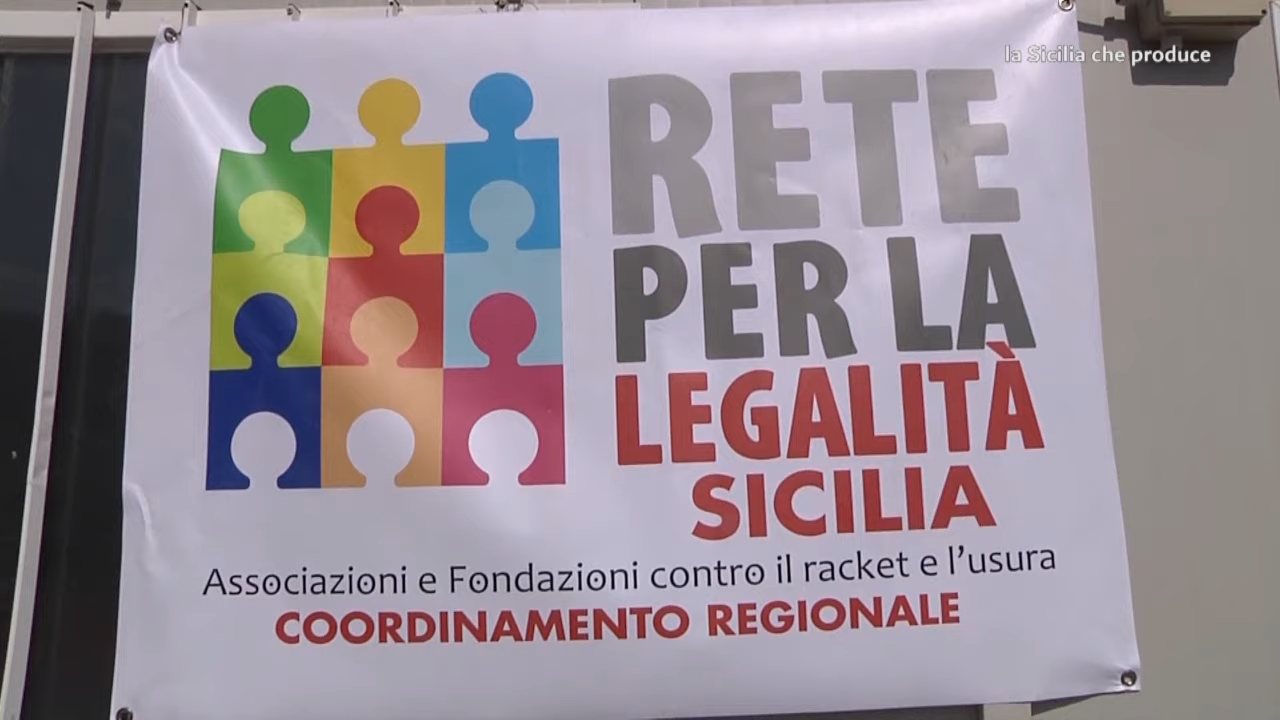 la Sicilia che produce
RETE
PER LA
LEGALITÀ
SICILIA
Associazioni e Fondazioni contro il racket e l'usura
COORDINAMENTO REGIONALE